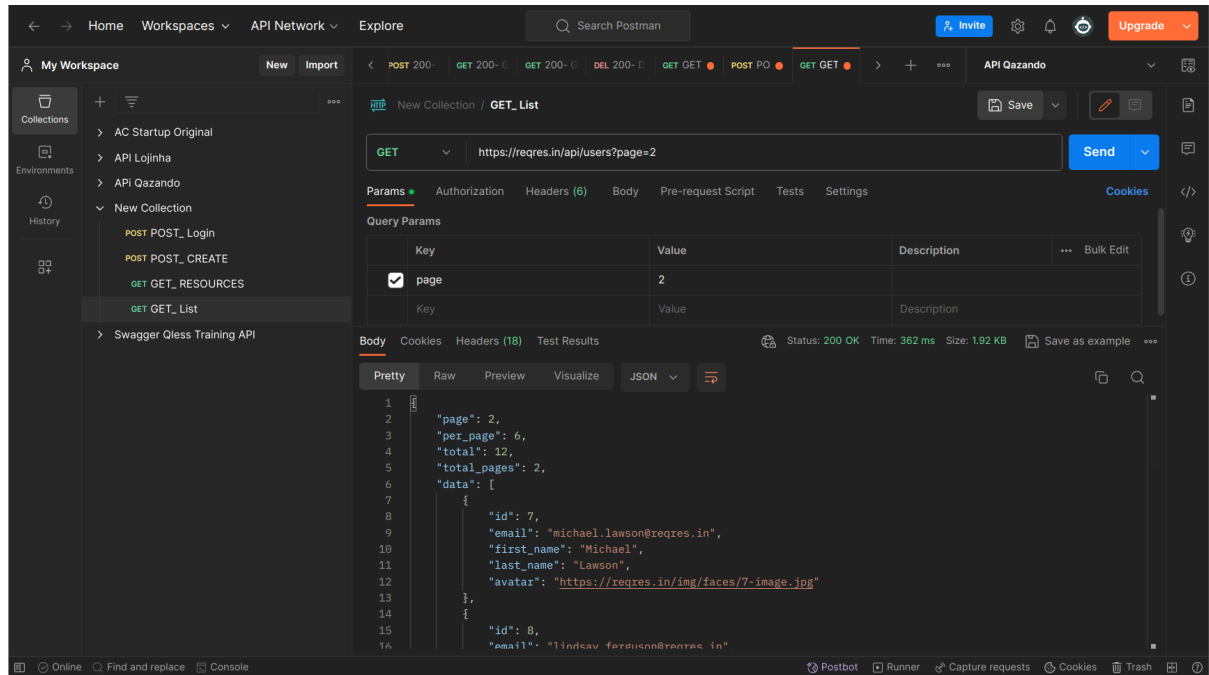 Home Workspaces API Network Explore Search Postman Invite Upgrade
My Workspace New Import POST 200- GET 200- GET 200- DEL 200- GET GET POST PO GET GET API Qazando
Collections
Environments
History
AC Startup Original
API Lojinha
APi Qazando
New Collection
POST POST_ Login
POST POST_ CREATE
GET GET_ RESOURCES
GET GET_ List
Swagger Qless Training API
HTTP New Collection / GET_ List Save
GET https://reqres.in/api/users?page=2 Send
Params Authorization Headers (6) Body Pre-request Script Tests Settings Cookies
Query Params
Key Value Description Bulk Edit
page 2
Key Value Description
Body Cookies Headers (18) Test Results Status: 200 OK Time: 362 ms Size: 1.92 KB Save as example
Pretty Raw Preview Visualize JSON
1 {
2 "page": 2,
3 "per_page": 6,
4 "total": 12,
5 "total_pages": 2,
6 "data": [
7 {
8 "id": 7,
9 "email": "michael.lawson@reqres.in",
10 "first_name": "Michael",
11 "last_name": "Lawson",
12 "avatar": "https://reqres.in/img/faces/7-image.jpg"
13 },
14 {
15 "id": 8,
16 "email": "lindsay.ferguson@reqres.in",
Online Find and replace Console Postbot Runner Capture requests Cookies Trash